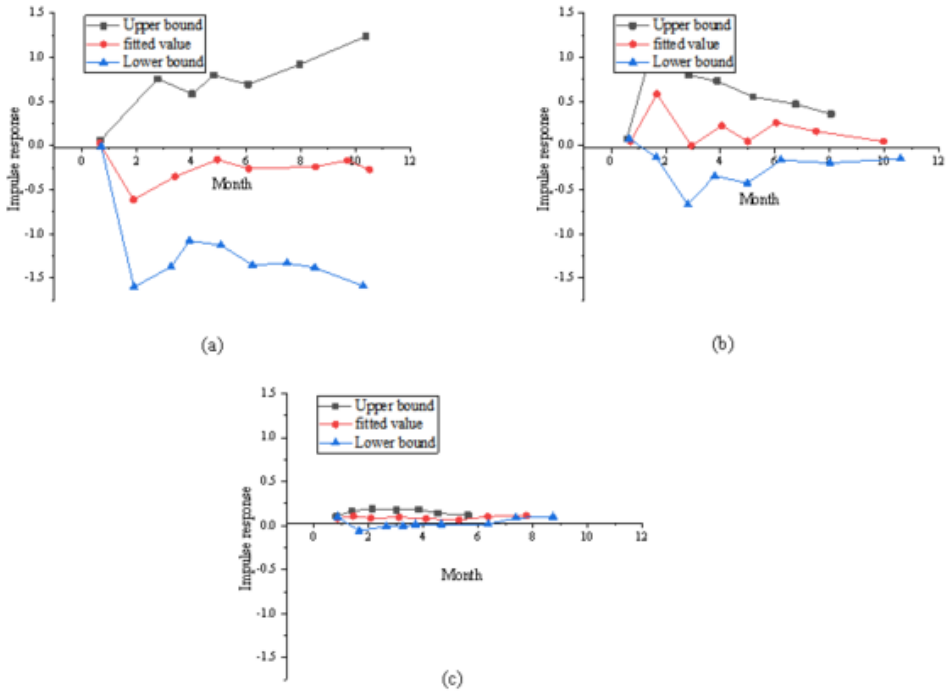 1.5
Upper bound
fitted value
Lower bound
1.0
0.5
0.0
-0.5
-1.0
-1.5
0 2 4 6 8 10 12
Impulse response
Month
(a)
1.5
Upper bound
fitted value
Lower bound
1.0
0.5
0.0
-0.5
-1.0
-1.5
0 2 4 6 8 10 12
Impulse response
Month
(b)
1.5
Upper bound
fitted value
Lower bound
1.0
0.5
0.0
-0.5
-1.0
-1.5
0 2 4 6 8 10 12
Impulse response
Month
(c)